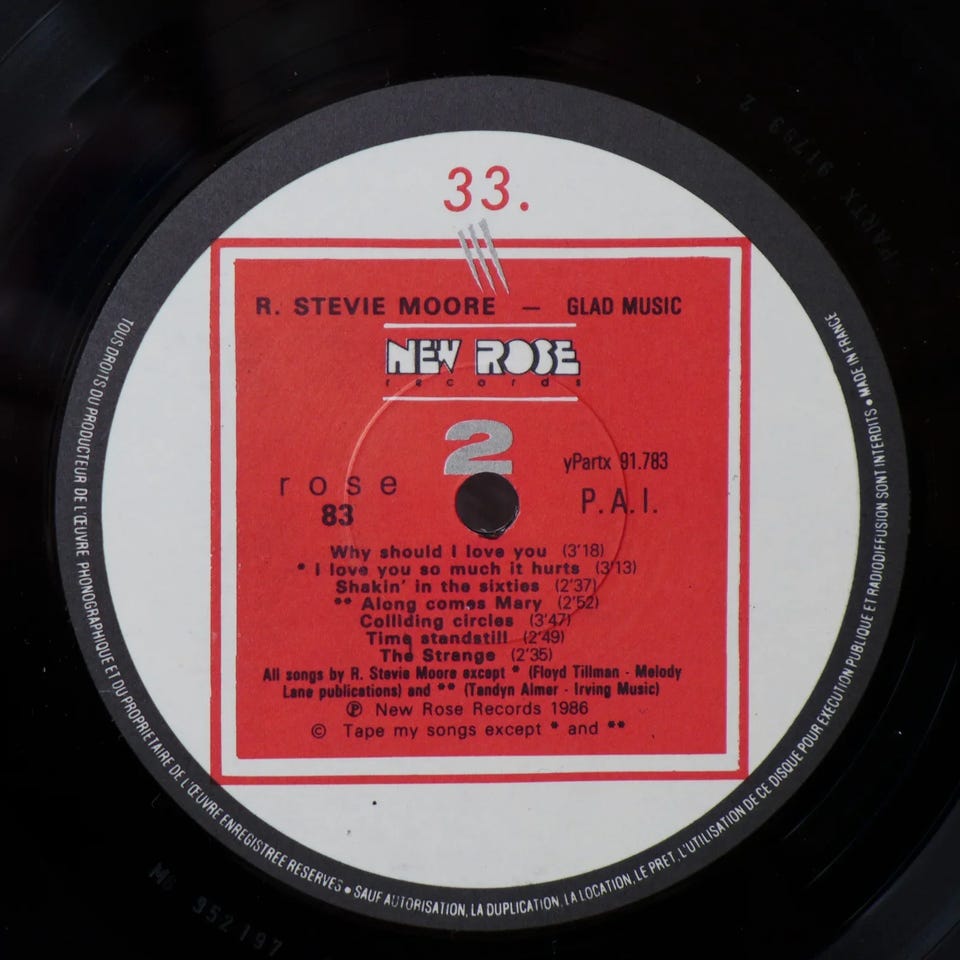 33.
R. STEVIE MOORE — GLAD MUSIC
NEW ROSE
records
2
yPartx 91.783
rose
P.A.I.
83
Why should I love you (3'18)
* I love you so much it hurts (3'13)
Shakin' in the sixties (2'37)
** Along comes Mary (2'52)
Colliding circles (3'47)
Time standstill (2'49)
The Strange (2'35)
All songs by R. Stevie Moore except * (Floyd Tillman - Melody
Lane publications) and ** (Tandyn Almer - Irving Music)
℗ New Rose Records 1986
© Tape my songs except * and **
TOUS DROITS DU PRODUCTEUR DE L'ŒUVRE PHONOGRAPHIQUE ET DU PROPRIETAIRE DE L'ŒUVRE ENREGISTREE RESERVES • SAUF AUTORISATION, LA DUPLICATION, LA LOCATION, LE PRET, L'UTILISATION DE CE DISQUE POUR EXECUTION PUBLIQUE ET RADIODIFFUSION SONT INTERDITS • MADE IN FRANCE
PARTX 91783 2
952197